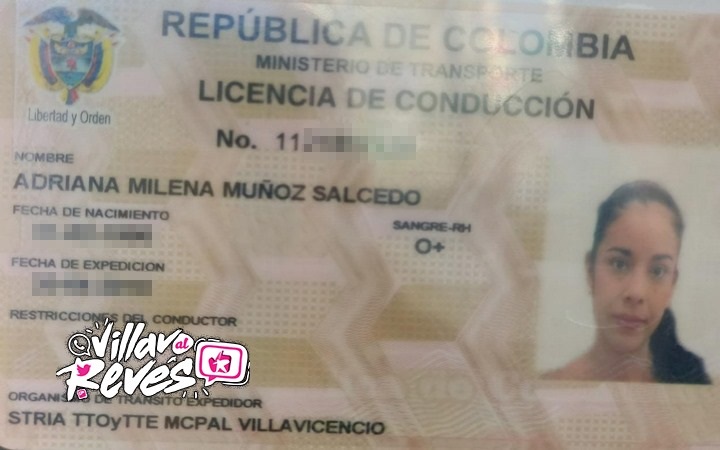 REPÚBLICA DE COLOMBIA
MINISTERIO DE TRANSPORTE
LICENCIA DE CONDUCCIÓN
Libertad y Orden
No. 11
NOMBRE
ADRIANA MILENA MUÑOZ SALCEDO
FECHA DE NACIMIENTO
SANGRE-RH
O+
FECHA DE EXPEDICION
RESTRICCIONES DEL CONDUCTOR
Villav al Revés
ORGANISMO DE TRANSITO EXPEDIDOR
STRIA TTOyTTE MCPAL VILLAVICENCIO